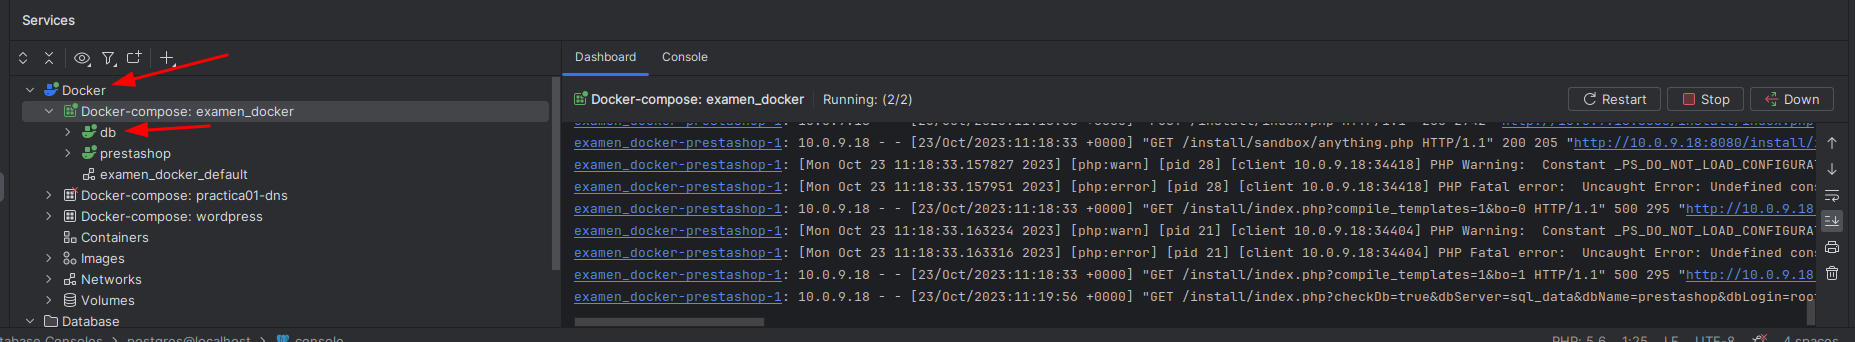 Services
Docker
Docker-compose: examen_docker
db
prestashop
examen_docker_default
Docker-compose: practica01-dns
Docker-compose: wordpress
Containers
Images
Networks
Volumes
Database
Dashboard Console
Docker-compose: examen_docker Running: (2/2) Restart Stop Down
examen_docker-prestashop-1: 10.0.9.18 - - [23/Oct/2023:11:18:33 +0000] "GET /install/sandbox/anything.php HTTP/1.1" 200 205 "http://10.0.9.18:8080/install/
examen_docker-prestashop-1: [Mon Oct 23 11:18:33.157827 2023] [php:warn] [pid 28] [client 10.0.9.18:34418] PHP Warning:  Constant _PS_DO_NOT_LOAD_CONFIGURAT
examen_docker-prestashop-1: [Mon Oct 23 11:18:33.157951 2023] [php:error] [pid 28] [client 10.0.9.18:34418] PHP Fatal error:  Uncaught Error: Undefined cons
examen_docker-prestashop-1: 10.0.9.18 - - [23/Oct/2023:11:18:33 +0000] "GET /install/index.php?compile_templates=1&bo=0 HTTP/1.1" 500 295 "http://10.0.9.18
examen_docker-prestashop-1: [Mon Oct 23 11:18:33.163234 2023] [php:warn] [pid 21] [client 10.0.9.18:34404] PHP Warning:  Constant _PS_DO_NOT_LOAD_CONFIGURAT
examen_docker-prestashop-1: [Mon Oct 23 11:18:33.163316 2023] [php:error] [pid 21] [client 10.0.9.18:34404] PHP Fatal error:  Uncaught Error: Undefined cons
examen_docker-prestashop-1: 10.0.9.18 - - [23/Oct/2023:11:18:33 +0000] "GET /install/index.php?compile_templates=1&bo=1 HTTP/1.1" 500 295 "http://10.0.9.18
examen_docker-prestashop-1: 10.0.9.18 - - [23/Oct/2023:11:19:56 +0000] "GET /install/index.php?checkDb=true&dbServer=sql_data&dbName=prestashop&dbLogin=roo
tabase Consoles postgres@localhost console PHP: 5.6 1:25 LF UTF-8 4 spaces